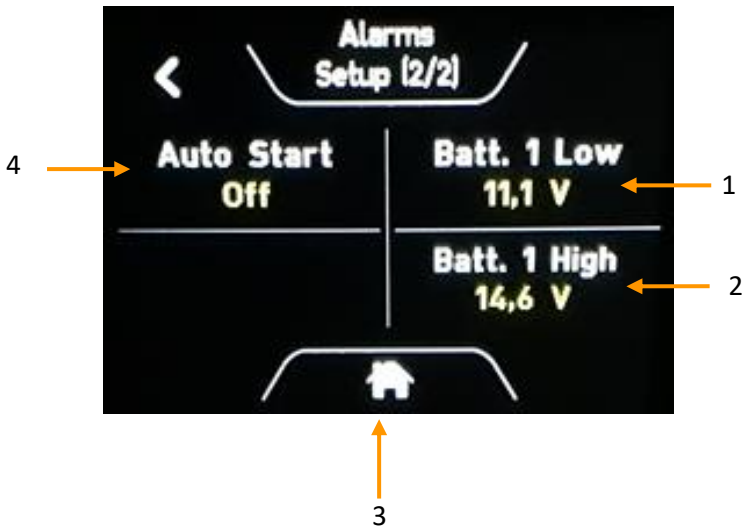 Alarms
Setup (2/2)
4
Auto Start
Off
Batt. 1 Low
11,1 V
1
Batt. 1 High
14,6 V
2
3